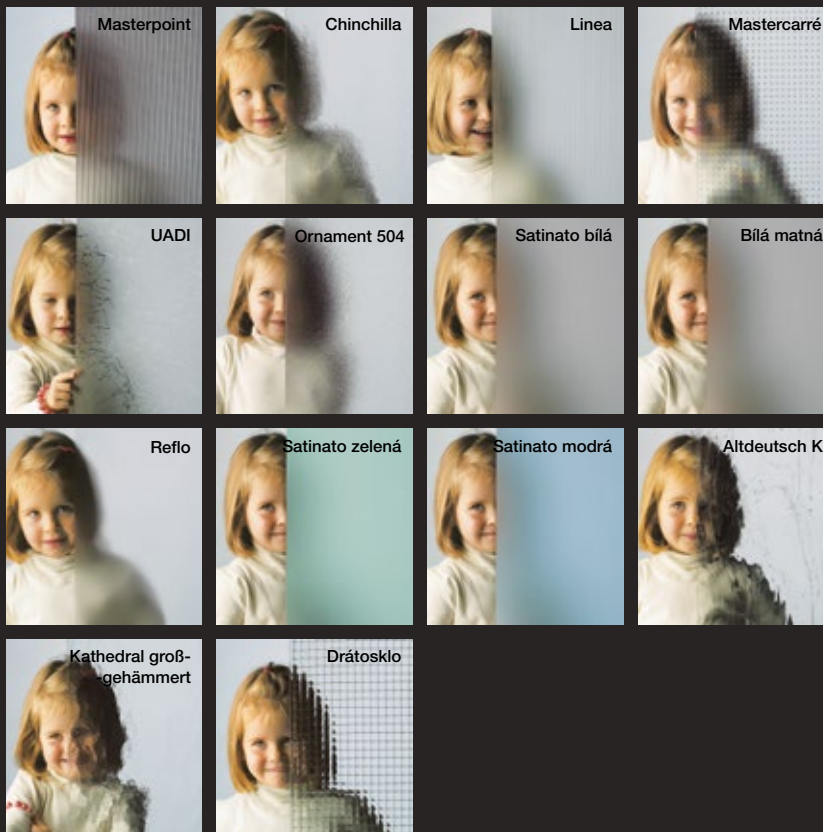 Masterpoint
Chinchilla
Linea
Mastercarré
UADI
Ornament 504
Satinato bílá
Bílá matná
Reflo
Satinato zelená
Satinato modrá
Altdeutsch K
Kathedral groß-
-gehämmert
Drátosklo